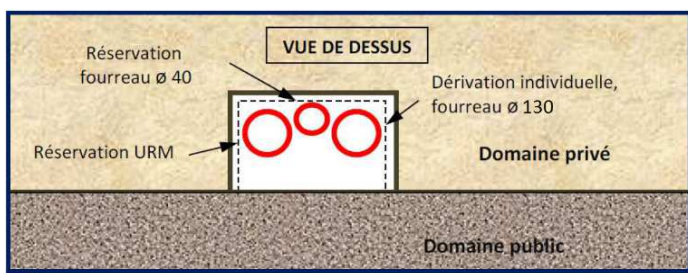 VUE DE DESSUS
Réservation
fourreau ø 40
Dérivation individuelle,
fourreau ø 130
Réservation URM
Domaine privé
Domaine public